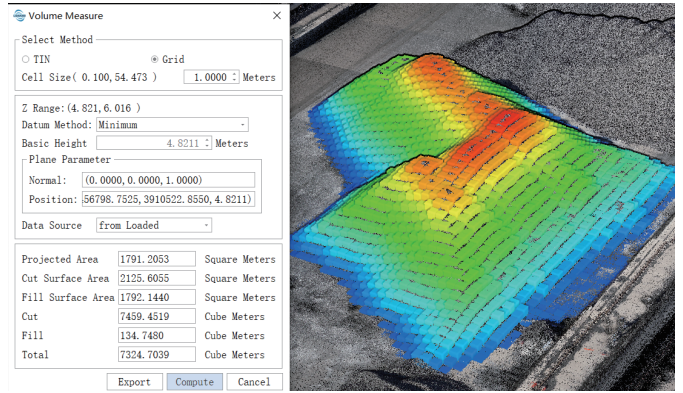 Volume Measure
Select Method
TIN
Grid
Cell Size( 0.100,54.473 ) 1.0000 Meters
Z Range:(4.821,6.016 )
Datum Method: Minimum
Basic Height 4.8211 Meters
Plane Parameter
Normal: (0.0000,0.0000,1.0000)
Position: 56798.7525,3910522.8550,4.8211)
Data Source from Loaded
Projected Area 1791.2053 Square Meters
Cut Surface Area 2125.6055 Square Meters
Fill Surface Area 1792.1440 Square Meters
Cut 7459.4519 Cube Meters
Fill 134.7480 Cube Meters
Total 7324.7039 Cube Meters
Export Compute Cancel